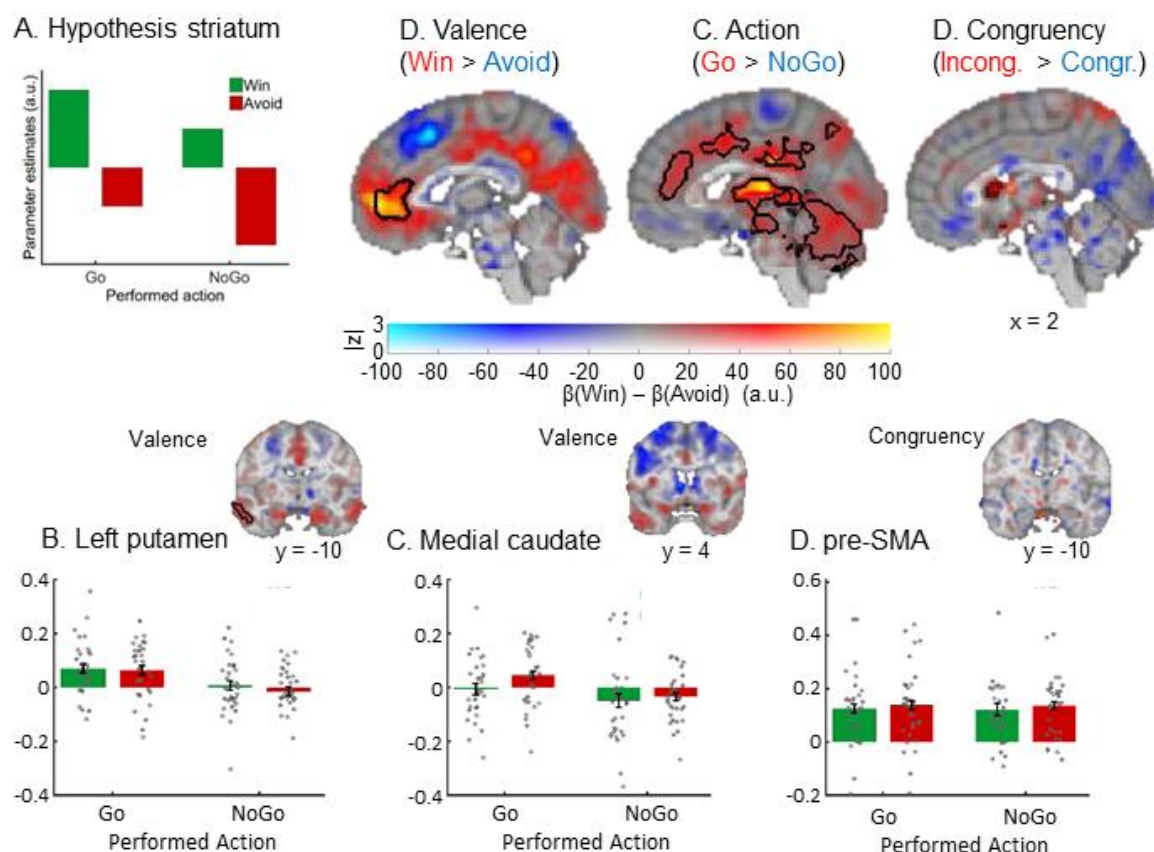 A. Hypothesis striatum
Parameter estimates (a.u.)
Win
Avoid
Go
NoGo
Performed action
D. Valence
(Win > Avoid)
C. Action
(Go > NoGo)
D. Congruency
(Incong. > Congr.)
x = 2
|z|
3
0
-100 -80 -60 -40 -20 0 20 40 60 80 100
β(Win) – β(Avoid) (a.u.)
Valence
y = -10
Valence
y = 4
Congruency
y = -10
B. Left putamen
0.4
0.2
0
-0.2
-0.4
Go
NoGo
Performed Action
C. Medial caudate
0.4
0.2
0
-0.2
-0.4
Go
NoGo
Performed Action
D. pre-SMA
0.6
0.4
0.2
0
0.2
Go
NoGo
Performed Action